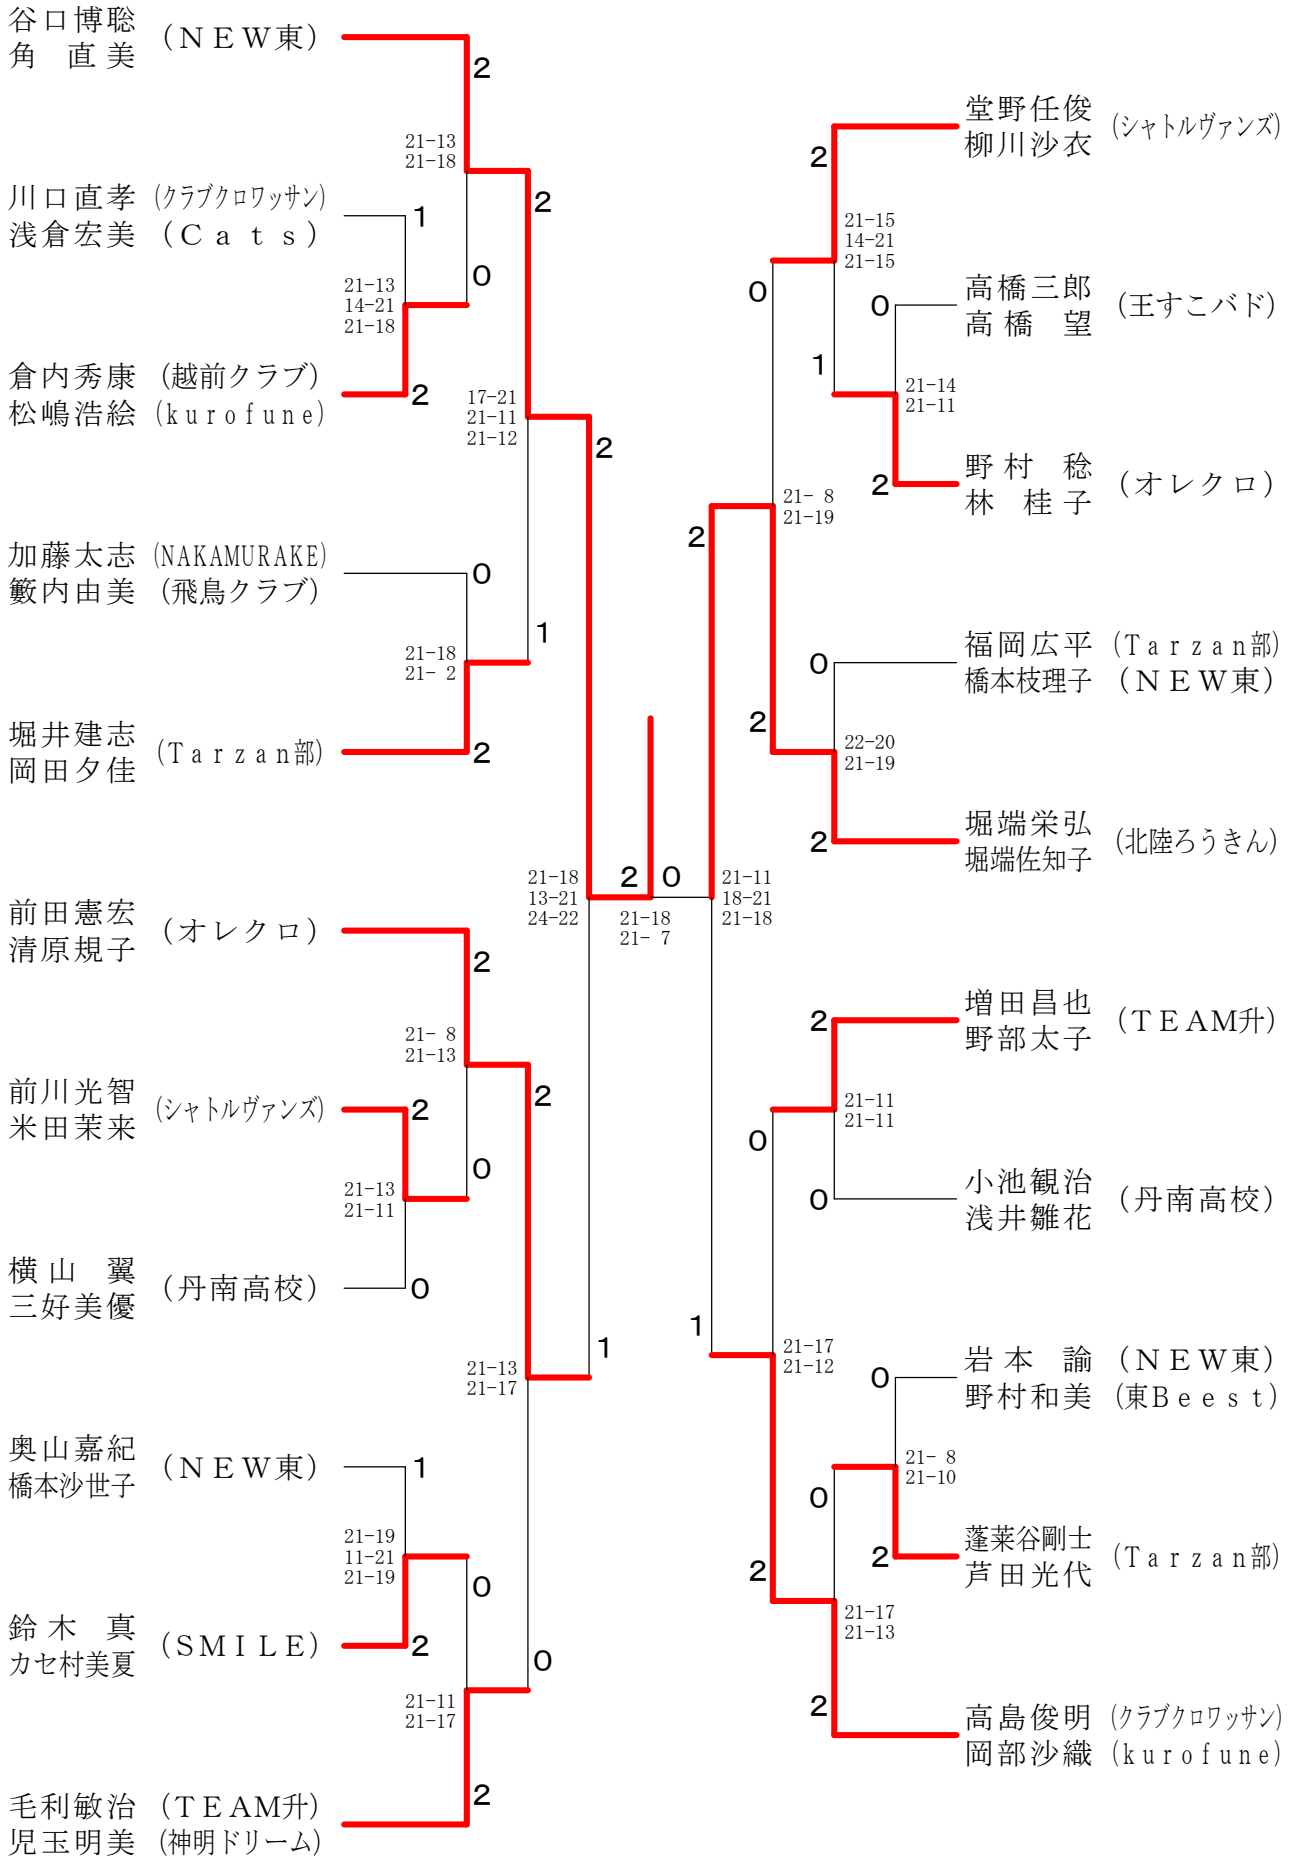 谷口博聡 (ＮＥＷ東)
角　直美
2
21-13
21-18
2
川口直孝 (クラブクロワッサン)
浅倉宏美 (Ｃａｔｓ)
1
0
21-13
14-21
21-18
倉内秀康 (越前クラブ)
松嶋浩絵 (kurofune)
2
17-21
21-11
21-12
2
加藤太志 (NAKAMURAKE)
籔内由美 (飛鳥クラブ)
0
1
21-18
21- 2
堀井建志 (Tarzan部)
岡田夕佳
2
21-18
13-21
24-22
2 0
21-18
21- 7
前田憲宏 (オレクロ)
清原規子
2
21- 8
21-13
2
前川光智 (シャトルヴァンズ)
米田茉来
2
0
21-13
21-11
横山　翼 (丹南高校)
三好美優
0
1
21-13
21-17
奥山嘉紀 (ＮＥＷ東)
橋本沙世子
1
21-19
11-21
21-19
0
鈴木　真 (ＳＭＩＬＥ)
カセ村美夏
2
0
21-11
21-17
毛利敏治 (ＴＥＡＭ升)
児玉明美 (神明ドリーム)
2
堂野任俊 (シャトルヴァンズ)
柳川沙衣
2
21-15
14-21
21-15
0
高橋三郎 (王すこバド)
高橋　望
0
1
21-14
21-11
野村　稔 (オレクロ)
林　桂子
2
21- 8
21-19
2
福岡広平 (Tarzan部)
橋本枝理子 (ＮＥＷ東)
0
2
22-20
21-19
堀端栄弘 (北陸ろうきん)
堀端佐知子
2
21-11
18-21
21-18
増田昌也 (ＴＥＡＭ升)
野部太子
2
21-11
21-11
0
小池観治 (丹南高校)
浅井雛花
0
1
21-17
21-12
岩本　諭 (ＮＥＷ東)
野村和美 (東Beest)
0
21- 8
21-10
0
蓬莱谷剛士 (Tarzan部)
芦田光代
2
2
21-17
21-13
高島俊明 (クラブクロワッサン)
岡部沙織 (kurofune)
2